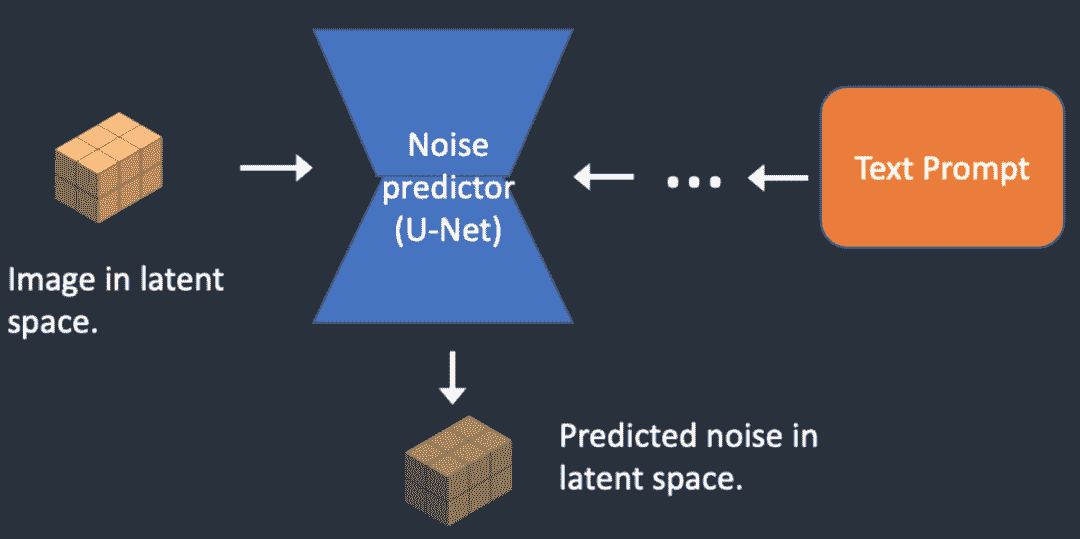 Noise
predictor
(U-Net)
Text Prompt
Image in latent
space.
Predicted noise in
latent space.